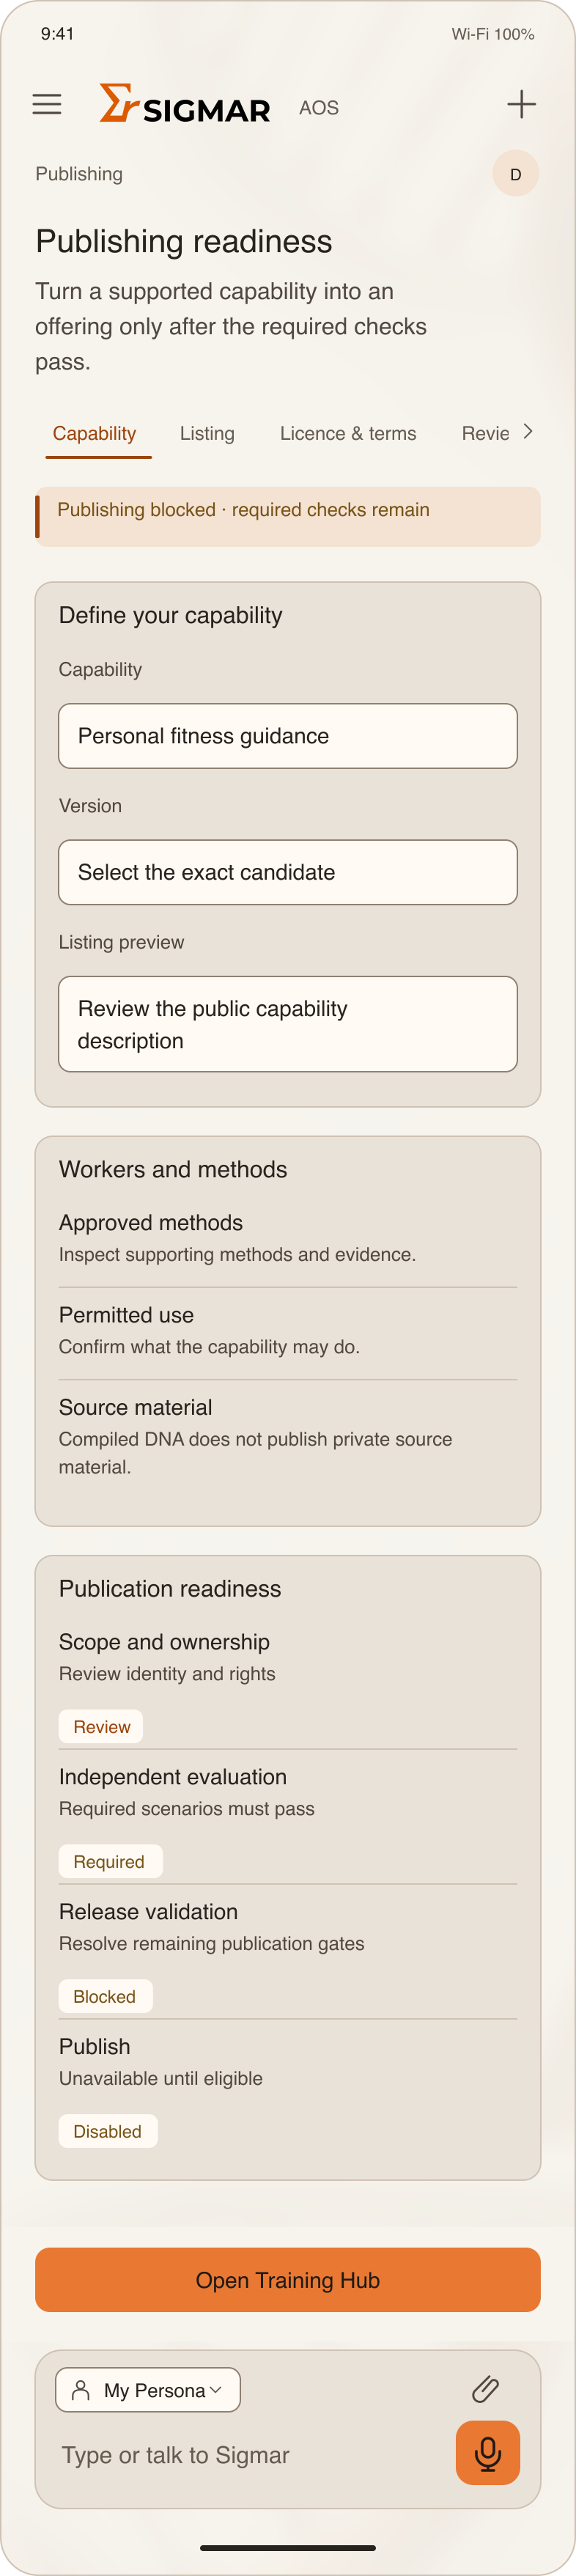 9:41
Wi-Fi 100%
Σr SIGMAR AOS
Publishing
D
Publishing readiness
Turn a supported capability into an
offering only after the required checks
pass.
Capability
Listing
Licence & terms
Revie
Publishing blocked · required checks remain
Define your capability
Capability
Personal fitness guidance
Version
Select the exact candidate
Listing preview
Review the public capability
description
Workers and methods
Approved methods
Inspect supporting methods and evidence.
Permitted use
Confirm what the capability may do.
Source material
Compiled DNA does not publish private source
material.
Publication readiness
Scope and ownership
Review identity and rights
Review
Independent evaluation
Required scenarios must pass
Required
Release validation
Resolve remaining publication gates
Blocked
Publish
Unavailable until eligible
Disabled
Open Training Hub
My Persona
Type or talk to Sigmar